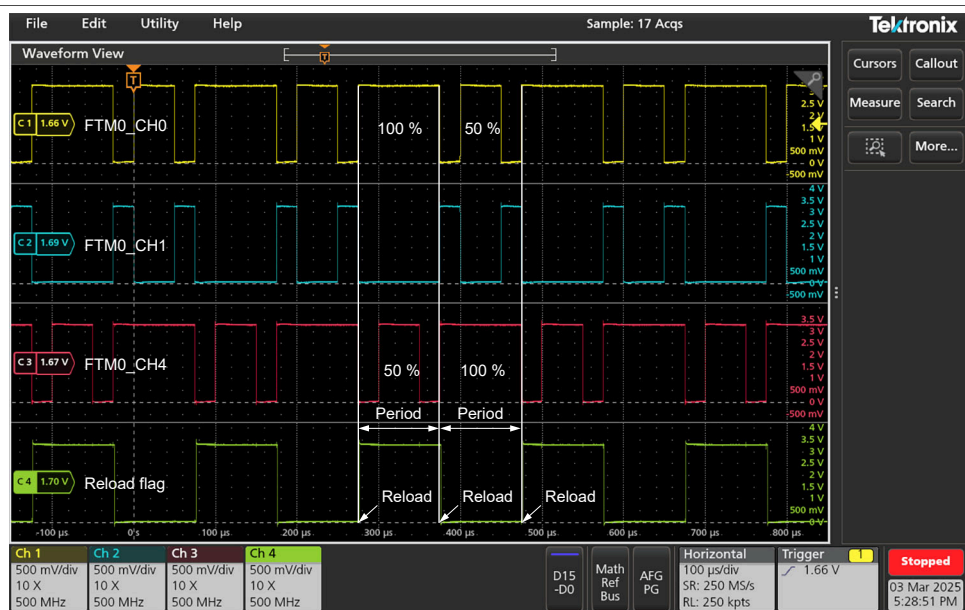 File Edit Utility Help Sample: 17 Acqs Tektronix
Waveform View
T
Cursors Callout
Measure Search
More...
T
C 1 1.66 V FTM0_CH0
100 % 50 %
2.5 V
2 V
1 V
500 mV
0 V
-500 mV
C 2 1.69 V FTM0_CH1
4 V
3.5 V
3 V
2.5 V
2 V
1.5 V
1 V
500 mV
0 V
-500 mV
C 3 1.67 V FTM0_CH4
50 % 100 %
3.5 V
3 V
2.5 V
2 V
1.5 V
1 V
500 mV
0 V
-500 mV
Period Period
C 4 1.70 V Reload flag
Reload Reload Reload
4 V
3.5 V
3 V
2.5 V
2 V
1.5 V
1 V
500 mV
0 V
-100 µs 0 s 100 µs 200 µs 300 µs 400 µs 500 µs 600 µs 700 µs 800 µs
Ch 1
500 mV/div
10 X
500 MHz
Ch 2
500 mV/div
10 X
500 MHz
Ch 3
500 mV/div
10 X
500 MHz
Ch 4
500 mV/div
10 X
500 MHz
D15
-D0
Math
Ref
Bus
AFG
PG
Horizontal
100 µs/div
SR: 250 MS/s
RL: 250 kpts
Trigger 1
1.66 V
Stopped
03 Mar 2025
5:28:51 PM